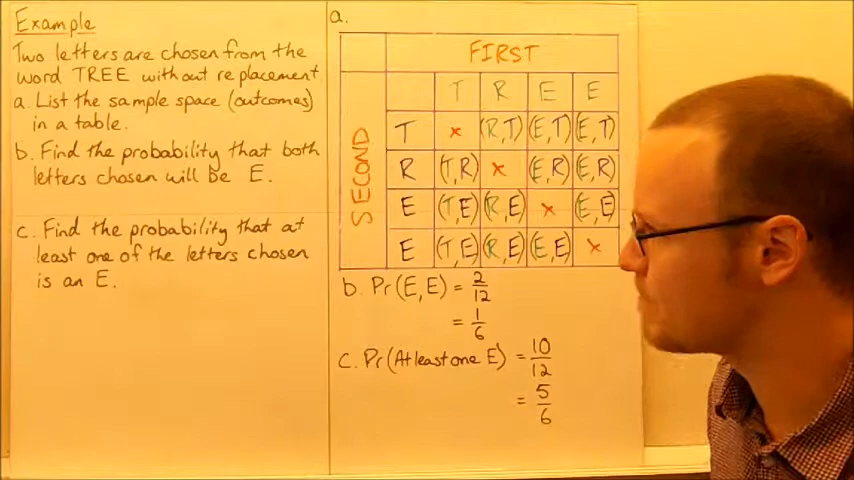 Example
Two letters are chosen from the
word TREE without replacement.
a. List the sample space (outcomes)
in a table.
b. Find the probability that both
letters chosen will be E.
c. Find the probability that at
least one of the letters chosen
is an E.
a.
FIRST
T R E E
SECOND
T × (R,T) (E,T) (E,T)
R (T,R) × (E,R) (E,R)
E (T,E) (R,E) × (E,E)
E (T,E) (R,E) (E,E) ×
b. Pr(E,E) = 2/12
= 1/6
c. Pr(At least one E) = 10/12
= 5/6